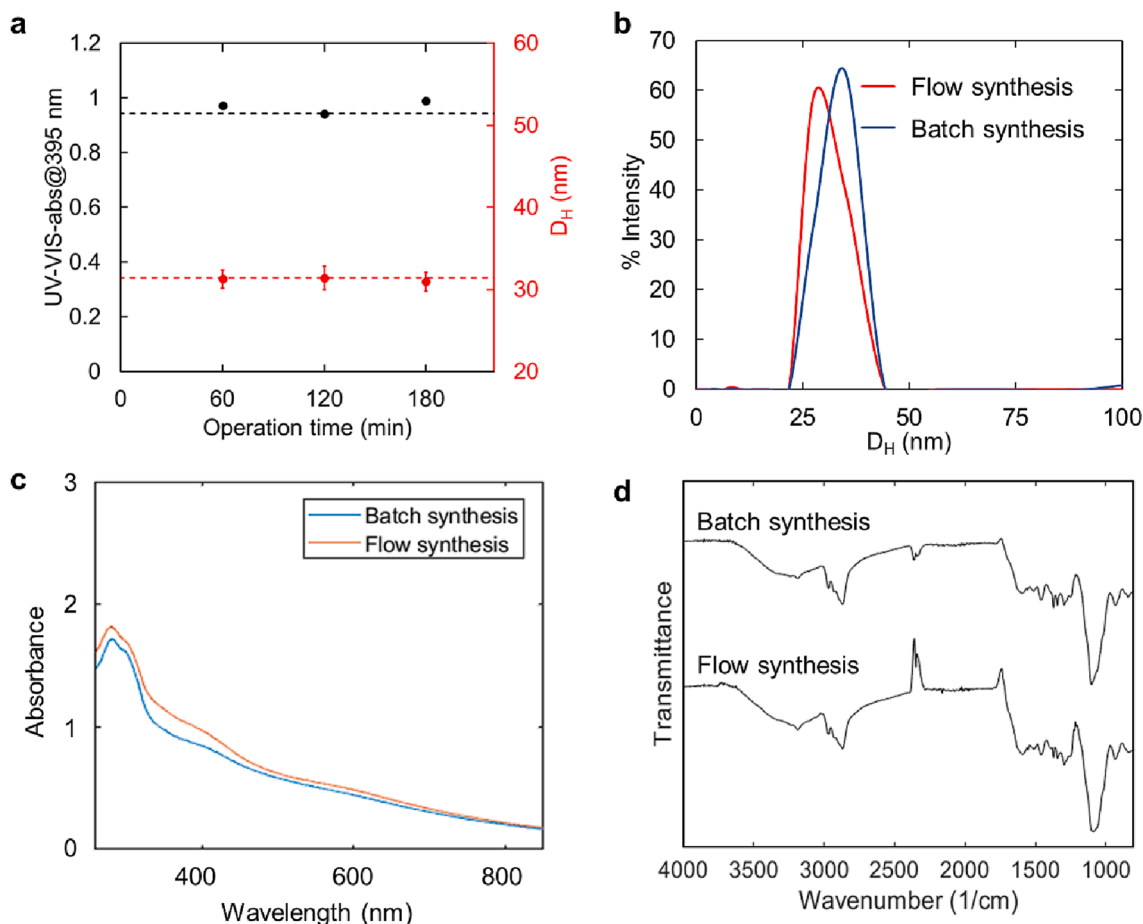 a
1.2
1
0.8
0.6
0.4
0.2
0
UV-VIS-abs@395 nm
0
60
120
180
Operation time (min)
60
50
40
30
20
D_H (nm)
b
70
60
50
40
30
20
10
0
% Intensity
Flow synthesis
Batch synthesis
0
25
50
75
100
D_H (nm)
c
3
2
1
0
Absorbance
Batch synthesis
Flow synthesis
400
600
800
Wavelength (nm)
d
Batch synthesis
Flow synthesis
Transmittance
4000
3500
3000
2500
2000
1500
1000
Wavenumber (1/cm)